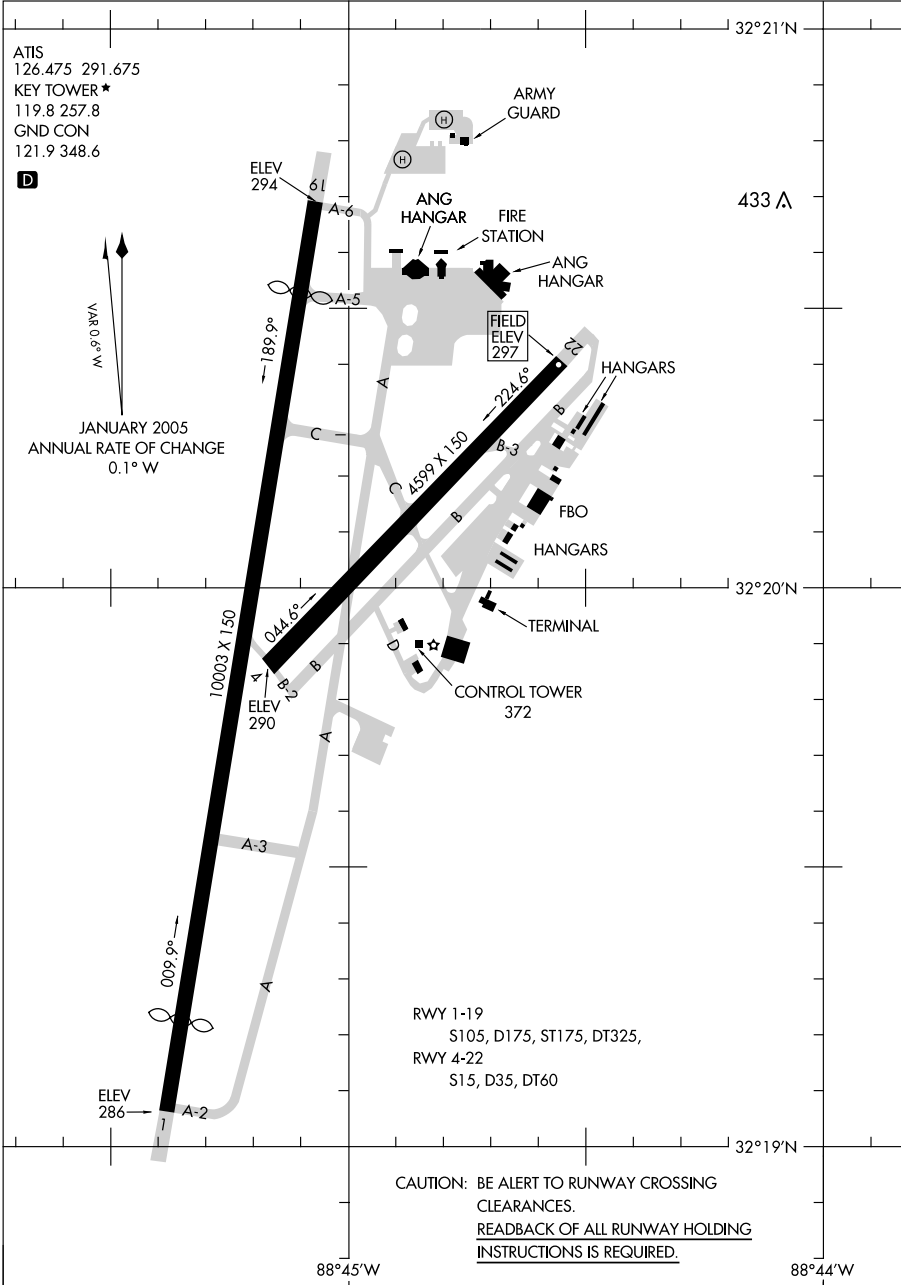 32°21'N
ATIS
126.475 291.675
KEY TOWER★
119.8 257.8
GND CON
121.9 348.6
D
ARMY
GUARD
H
H
ELEV
294
19
A-6
433
ANG
HANGAR
FIRE
STATION
ANG
HANGAR
A-5
VAR 0.6° W
189.9°
FIELD
ELEV
297
22
HANGARS
JANUARY 2005
ANNUAL RATE OF CHANGE
0.1° W
A
224.6°
B
C
B-3
4599 X 150
C
B
FBO
HANGARS
32°20'N
044.6°
TERMINAL
10003 X 150
D
B
4
B-2
ELEV
290
CONTROL TOWER
372
A
A-3
009.9°
A
RWY 1-19
S105, D175, ST175, DT325,
RWY 4-22
S15, D35, DT60
ELEV
286
A-2
1
32°19'N
CAUTION: BE ALERT TO RUNWAY CROSSING
CLEARANCES.
READBACK OF ALL RUNWAY HOLDING
INSTRUCTIONS IS REQUIRED.
88°45'W
88°44'W